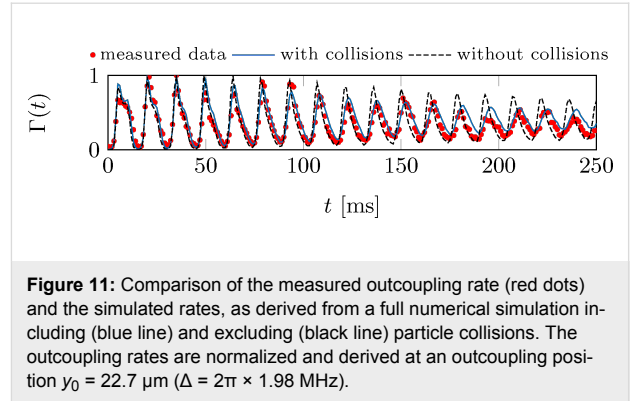 measured data with collisions without collisions
1
Γ(t)
0
0 50 100 150 200 250
t [ms]
Figure 11: Comparison of the measured outcoupling rate (red dots)
and the simulated rates, as derived from a full numerical simulation in-
cluding (blue line) and excluding (black line) particle collisions. The
outcoupling rates are normalized and derived at an outcoupling posi-
tion y0 = 22.7 μm (Δ = 2π × 1.98 MHz).